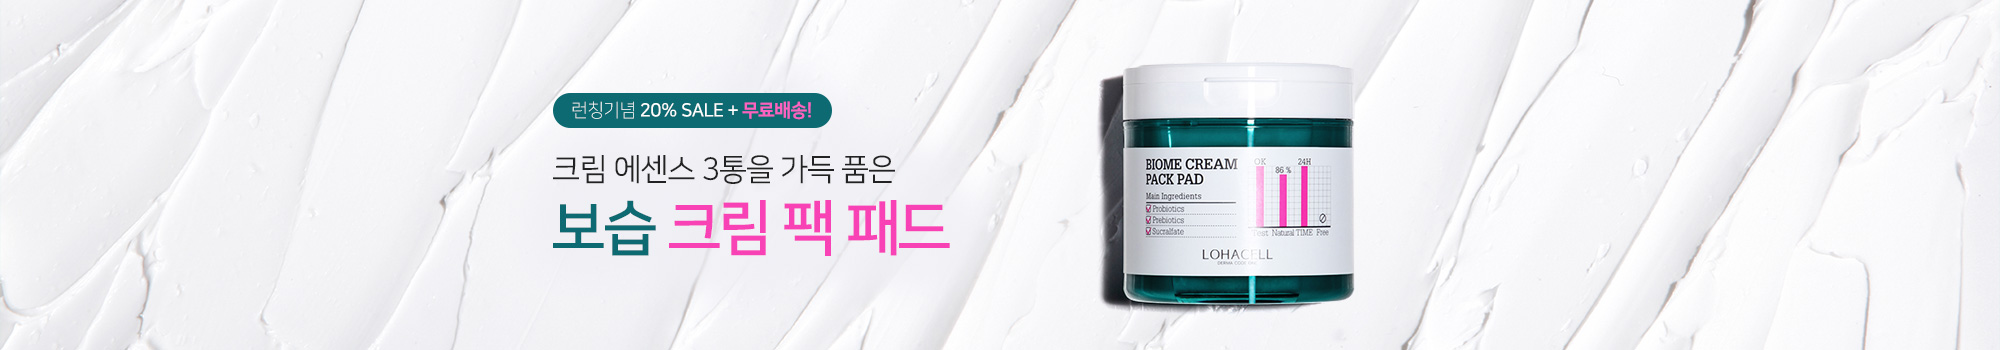 런칭기념 20% SALE + 무료배송!
크림 에센스 3통을 가득 품은
보습 크림 팩 패드
BIOME CREAM
PACK PAD
Main Ingredients
Probiotics
Prebiotics
Sucralfate
OK
86 %
24H
Test Natural TIME Free
LOHACELL